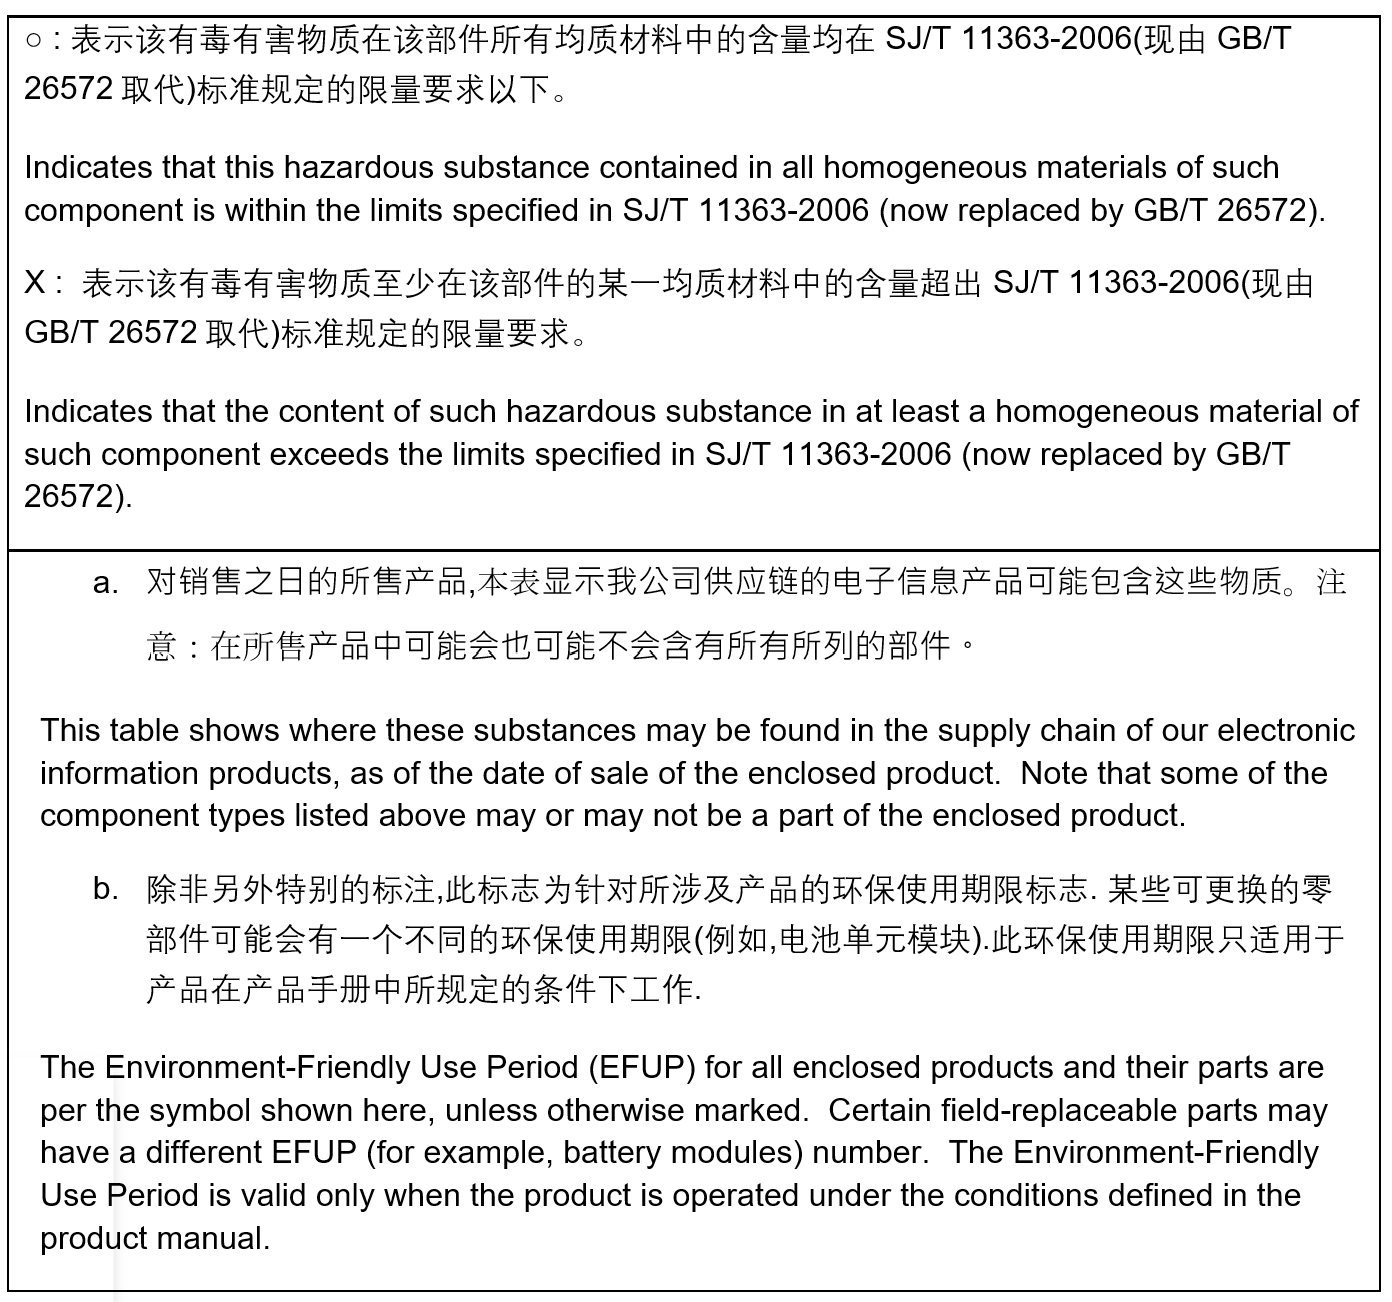 ○ : 表示该有毒有害物质在该部件所有均质材料中的含量均在 SJ/T 11363-2006(现由 GB/T
26572 取代)标准规定的限量要求以下。
Indicates that this hazardous substance contained in all homogeneous materials of such
component is within the limits specified in SJ/T 11363-2006 (now replaced by GB/T 26572).
X : 表示该有毒有害物质至少在该部件的某一均质材料中的含量超出 SJ/T 11363-2006(现由
GB/T 26572 取代)标准规定的限量要求。
Indicates that the content of such hazardous substance in at least a homogeneous material of
such component exceeds the limits specified in SJ/T 11363-2006 (now replaced by GB/T
26572).
a. 对销售之日的所售产品,本表显示我公司供应链的电子信息产品可能包含这些物质。注
意：在所售产品中可能会也可能不会含有所有所列的部件。
This table shows where these substances may be found in the supply chain of our electronic
information products, as of the date of sale of the enclosed product.  Note that some of the
component types listed above may or may not be a part of the enclosed product.
b. 除非另外特别的标注,此标志为针对所涉及产品的环保使用期限标志. 某些可更换的零
部件可能会有一个不同的环保使用期限(例如,电池单元模块).此环保使用期限只适用于
产品在产品手册中所规定的条件下工作.
The Environment-Friendly Use Period (EFUP) for all enclosed products and their parts are
per the symbol shown here, unless otherwise marked.  Certain field-replaceable parts may
have a different EFUP (for example, battery modules) number.  The Environment-Friendly
Use Period is valid only when the product is operated under the conditions defined in the
product manual.